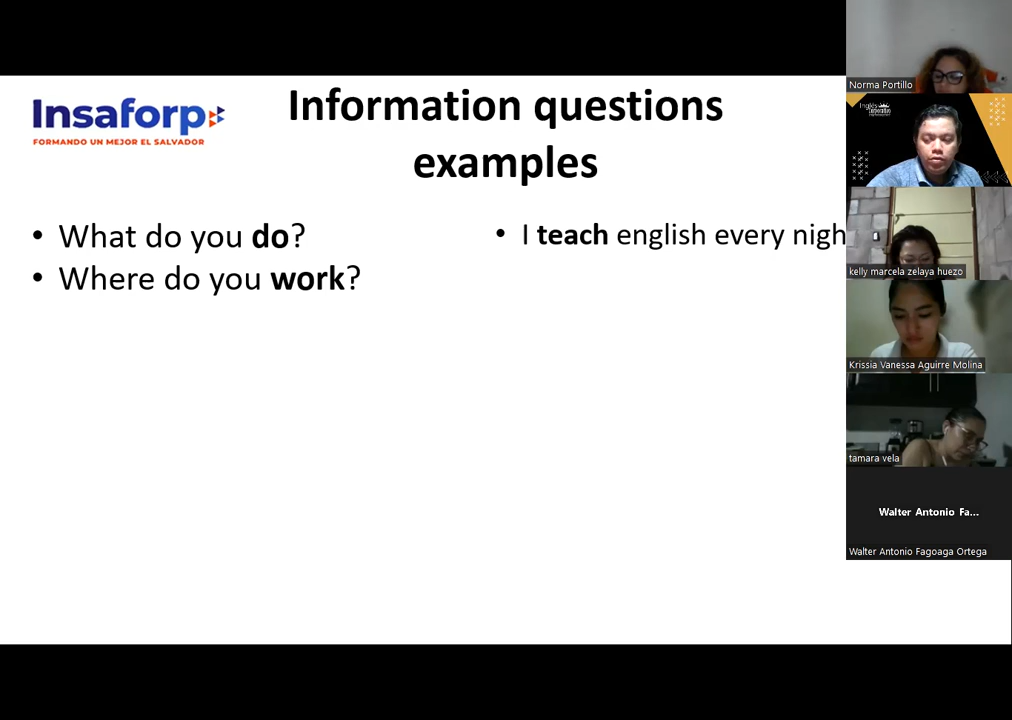 Insaforp
FORMANDO UN MEJOR EL SALVADOR
Information questions
examples
• What do you do?
• Where do you work?
• I teach english every nigh
Norma Portillo
Inglés
kelly marcela zelaya huezo
Krissia Vanessa Aguirre Molina
tamara vela
Walter Antonio Fa...
Walter Antonio Fagoaga Ortega